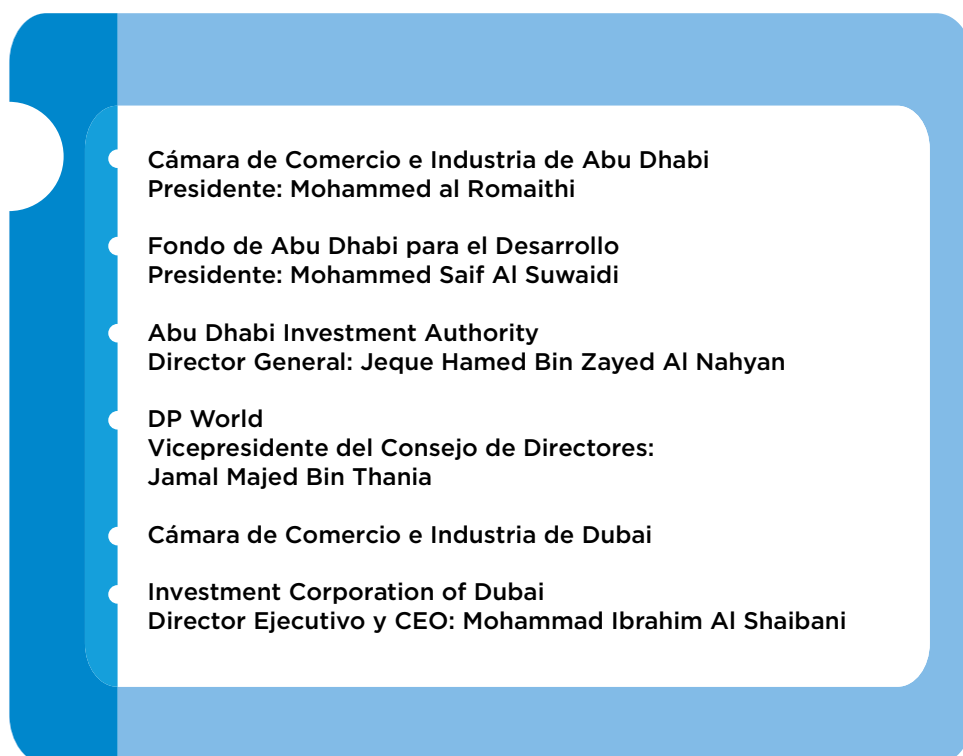 Cámara de Comercio e Industria de Abu Dhabi
Presidente: Mohammed al Romaithi
Fondo de Abu Dhabi para el Desarrollo
Presidente: Mohammed Saif Al Suwaidi
Abu Dhabi Investment Authority
Director General: Jeque Hamed Bin Zayed Al Nahyan
DP World
Vicepresidente del Consejo de Directores:
Jamal Majed Bin Thania
Cámara de Comercio e Industria de Dubai
Investment Corporation of Dubai
Director Ejecutivo y CEO: Mohammad Ibrahim Al Shaibani